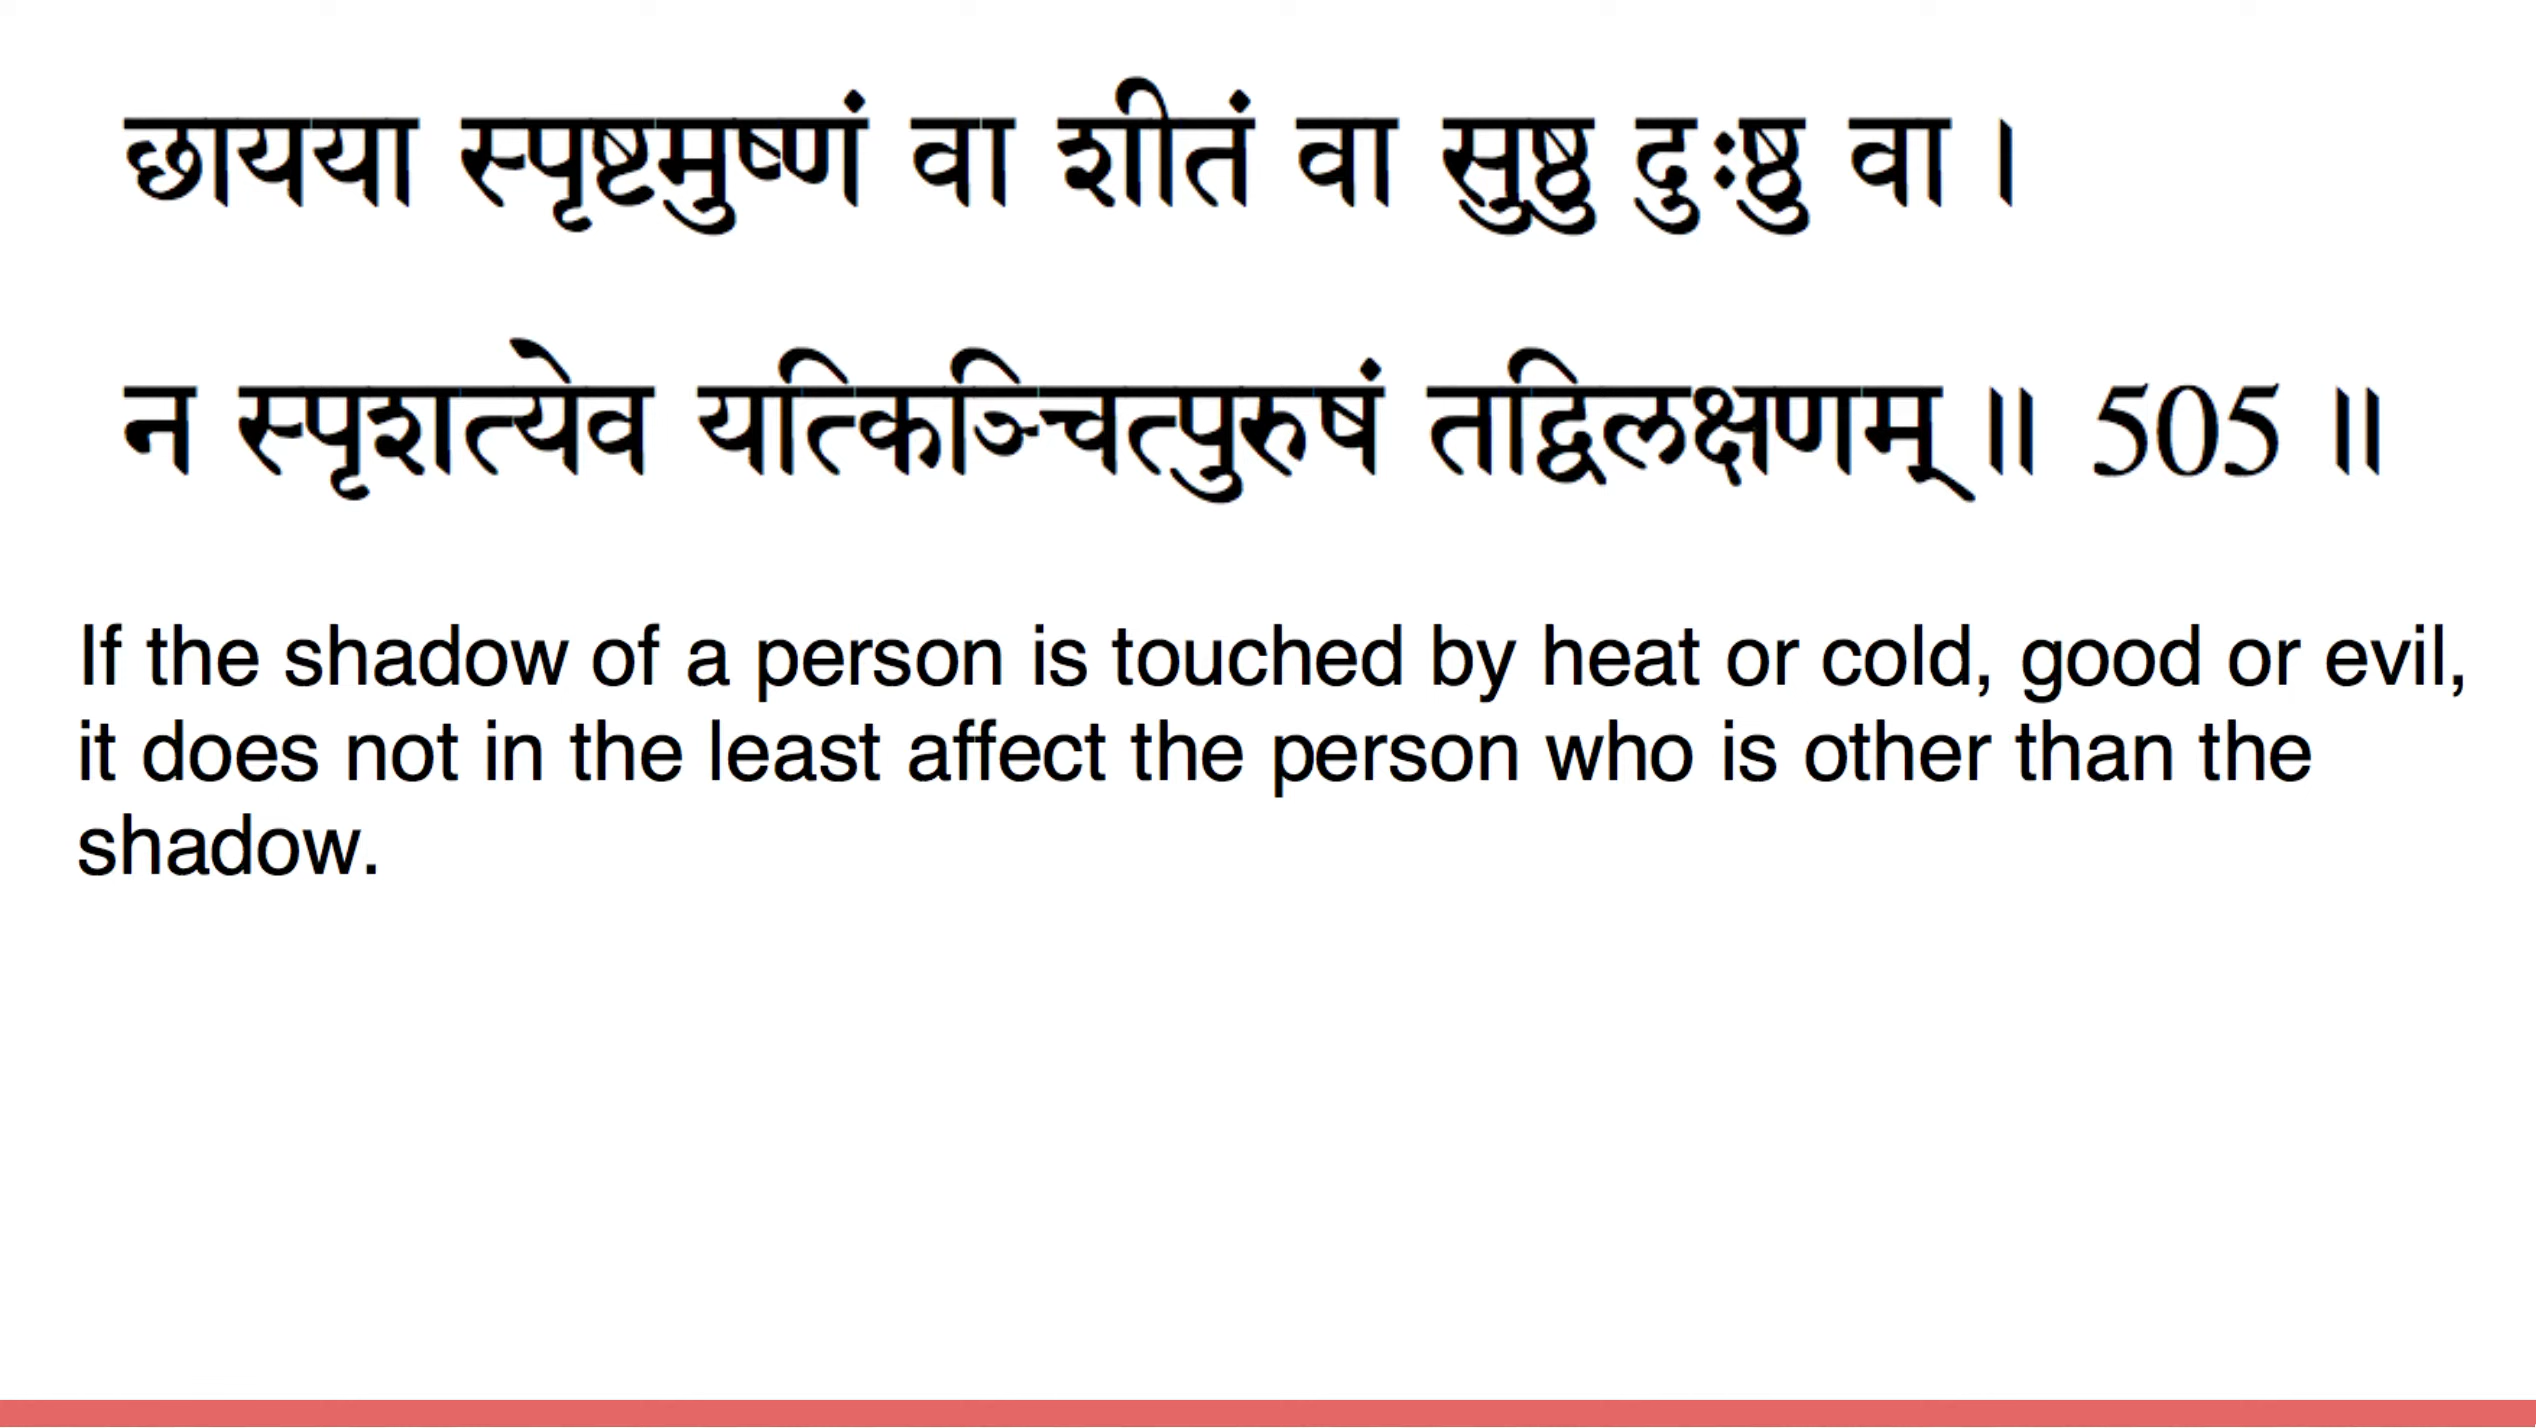 छायया स्पृष्टमुष्णं वा शीतं वा सुष्ठु दुःष्ठु वा ।
न स्पृशत्येव यत्किञ्चित्पुरुषं तद्विलक्षणम् ॥ 505 ॥
If the shadow of a person is touched by heat or cold, good or evil,
it does not in the least affect the person who is other than the
shadow.